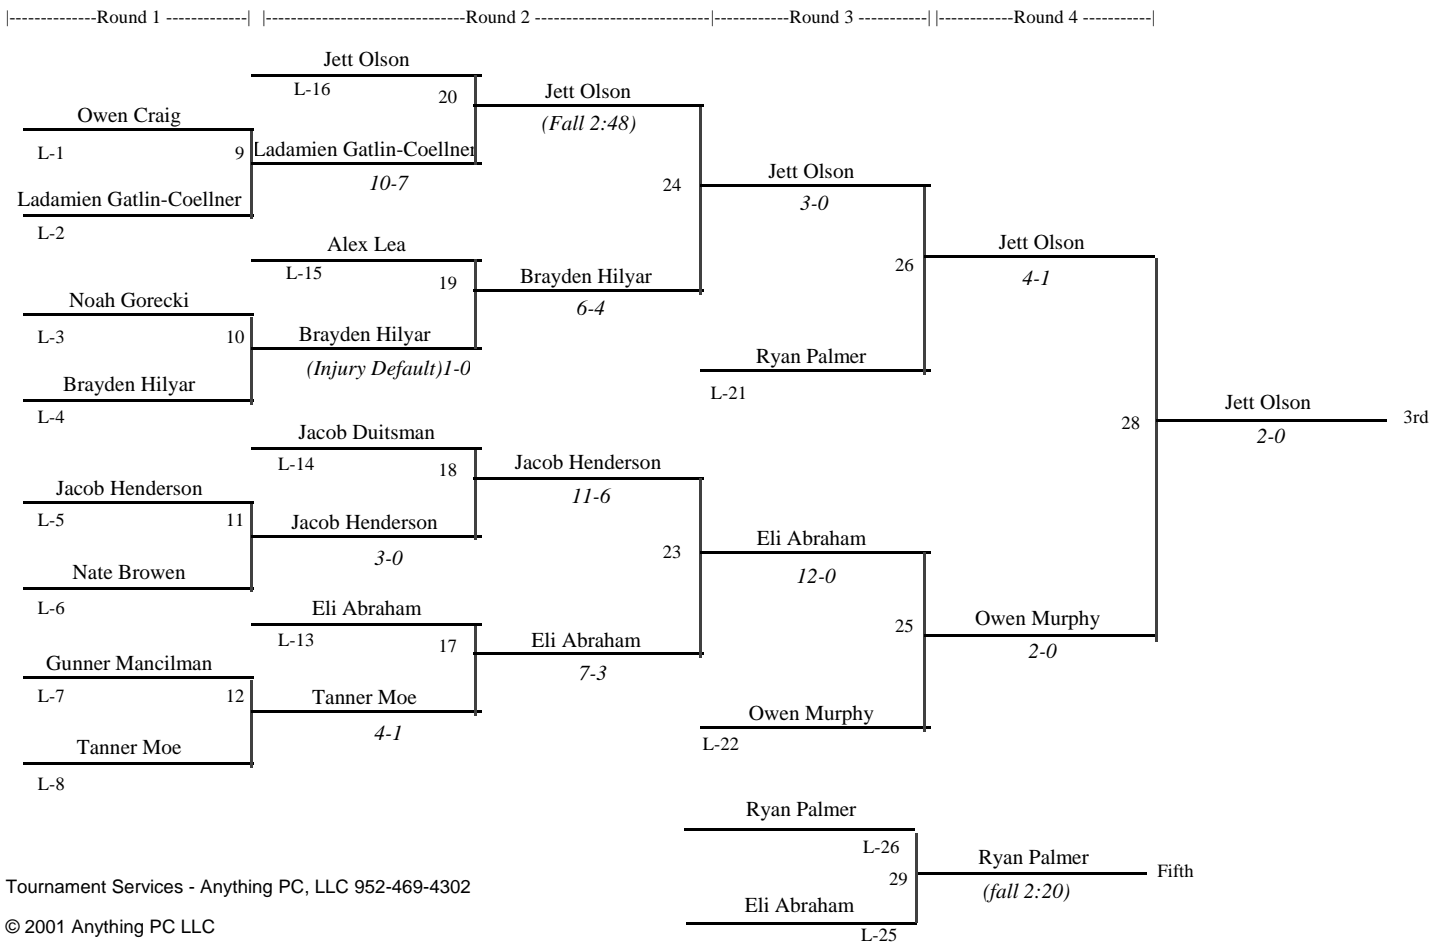 |-------------Round 1 -------------| |-----------------------------Round 2 -------------------------|------------Round 3 -----------| |------------Round 4 -----------|
Jett Olson
L-16
20
Jett Olson
(Fall 2:48)
Owen Craig
L-1
9
Ladamien Gatlin-Coellner
10-7
Ladamien Gatlin-Coellner
L-2
24
Jett Olson
3-0
Alex Lea
L-15
19
Brayden Hilyar
6-4
Jett Olson
4-1
26
Noah Gorecki
L-3
10
Brayden Hilyar
(Injury Default)1-0
Brayden Hilyar
L-4
Ryan Palmer
L-21
28
Jett Olson
2-0
3rd
Jacob Duitsman
L-14
18
Jacob Henderson
11-6
Jacob Henderson
L-5
11
Jacob Henderson
3-0
Nate Browen
L-6
23
Eli Abraham
12-0
Eli Abraham
L-13
17
Eli Abraham
7-3
25
Owen Murphy
2-0
Gunner Mancilman
L-7
12
Tanner Moe
4-1
Tanner Moe
L-8
Owen Murphy
L-22
Ryan Palmer
L-26
29
Ryan Palmer
(fall 2:20)
Fifth
Eli Abraham
L-25
Tournament Services - Anything PC, LLC 952-469-4302
© 2001 Anything PC LLC